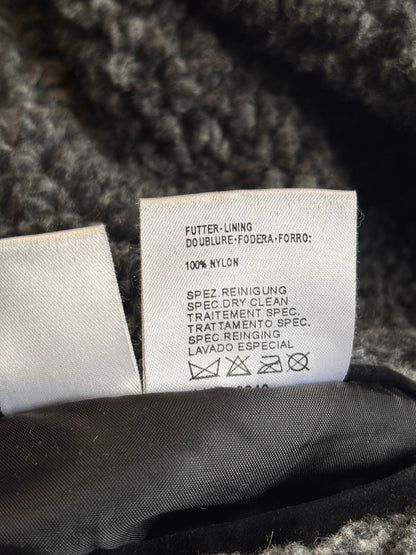 FUTTER•LINING
DOUBLURE•FODERA•FORRO:
100% NYLON
SPEZ.REINIGUNG
SPEC.DRY CLEAN
TRAITEMENT SPEC.
TRATTAMENTO SPEC.
SPEC.REINGING
LAVADO ESPECIAL